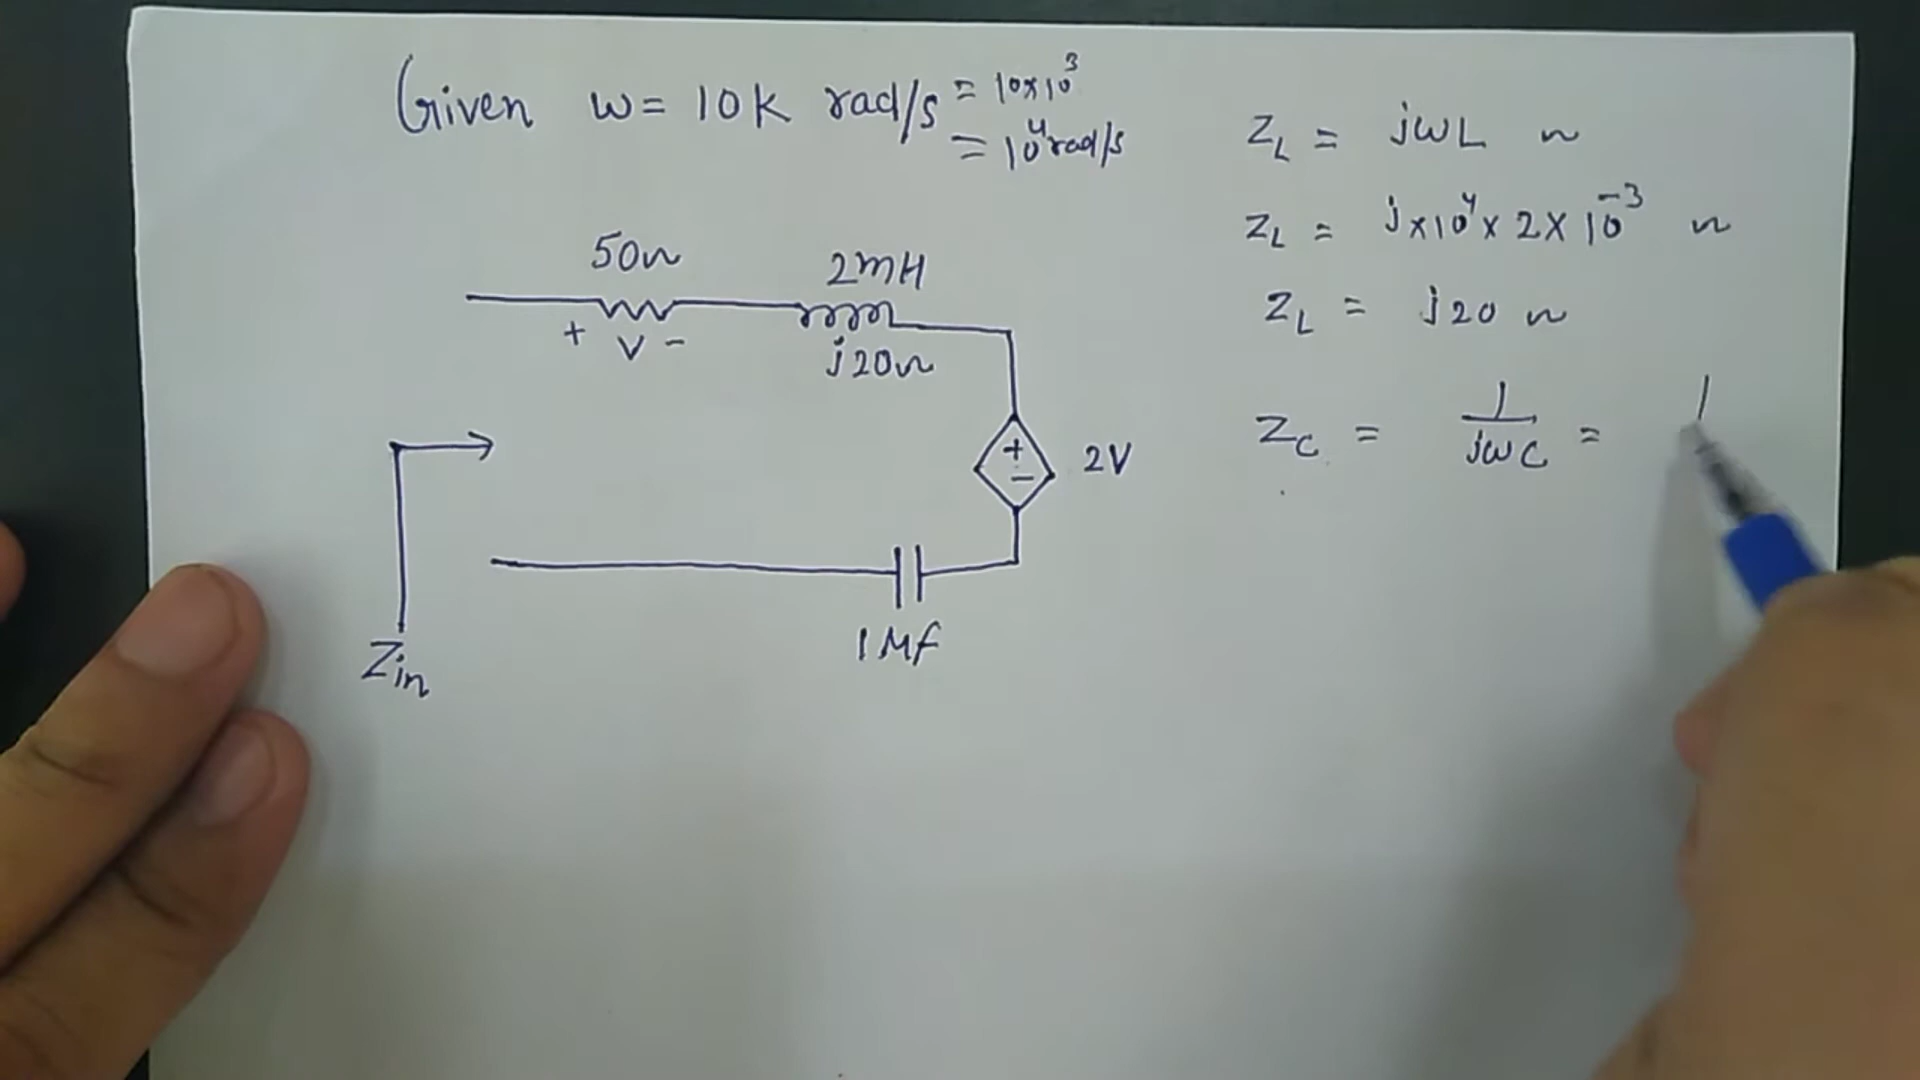 Given w = 10K rad/s = 10×10³
= 10⁴ rad/s
50Ω
2mH
+ V -
j20Ω
+
-
2V
1Mf
Zin
Z_L = jωL Ω
Z_L = j×10⁴×2×10⁻³ Ω
Z_L = j20 Ω
Z_C = 1/jωC = 1